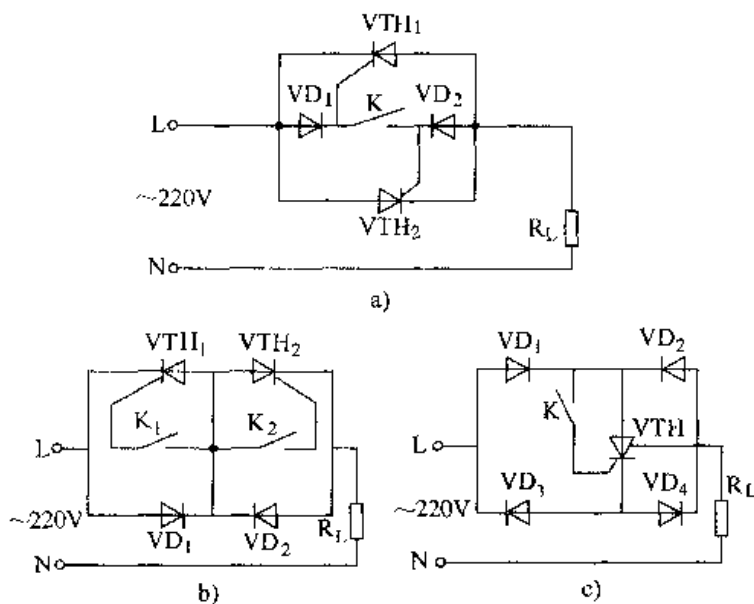 VTH₁
VD₁ K VD₂
L
~220V
VTH₂
R_L
N
a)
VTH₁ VTH₂
K₁ K₂
L
~220V
VD₁ VD₂
R_L
N
b)
VD₁ VD₂
K
VTH
L
R_L
VD₃ VD₄
~220V
N
c)